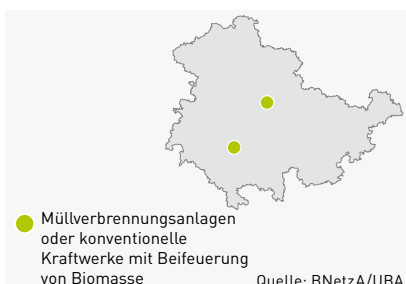 Müllverbrennungsanlagen
oder konventionelle
Kraftwerke mit Beifeuerung
von Biomasse
Quelle: BNetzA/UBA